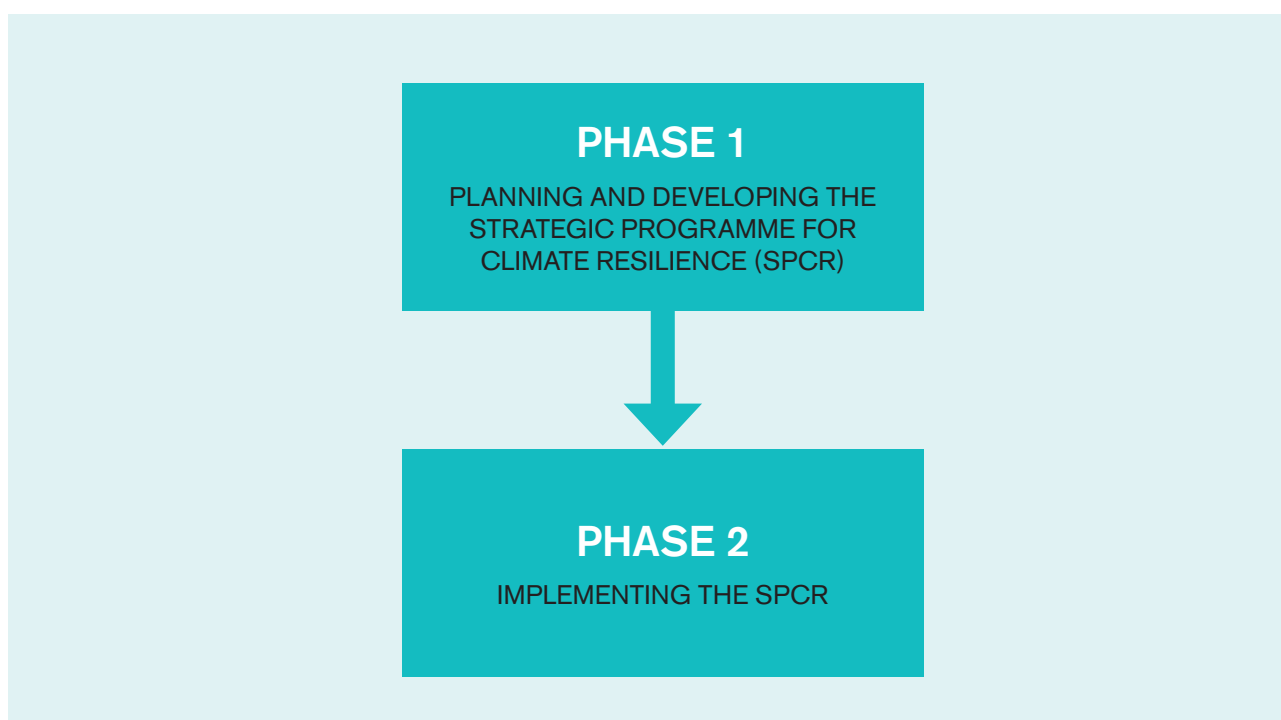 PHASE 1
PLANNING AND DEVELOPING THE
STRATEGIC PROGRAMME FOR
CLIMATE RESILIENCE (SPCR)
PHASE 2
IMPLEMENTING THE SPCR